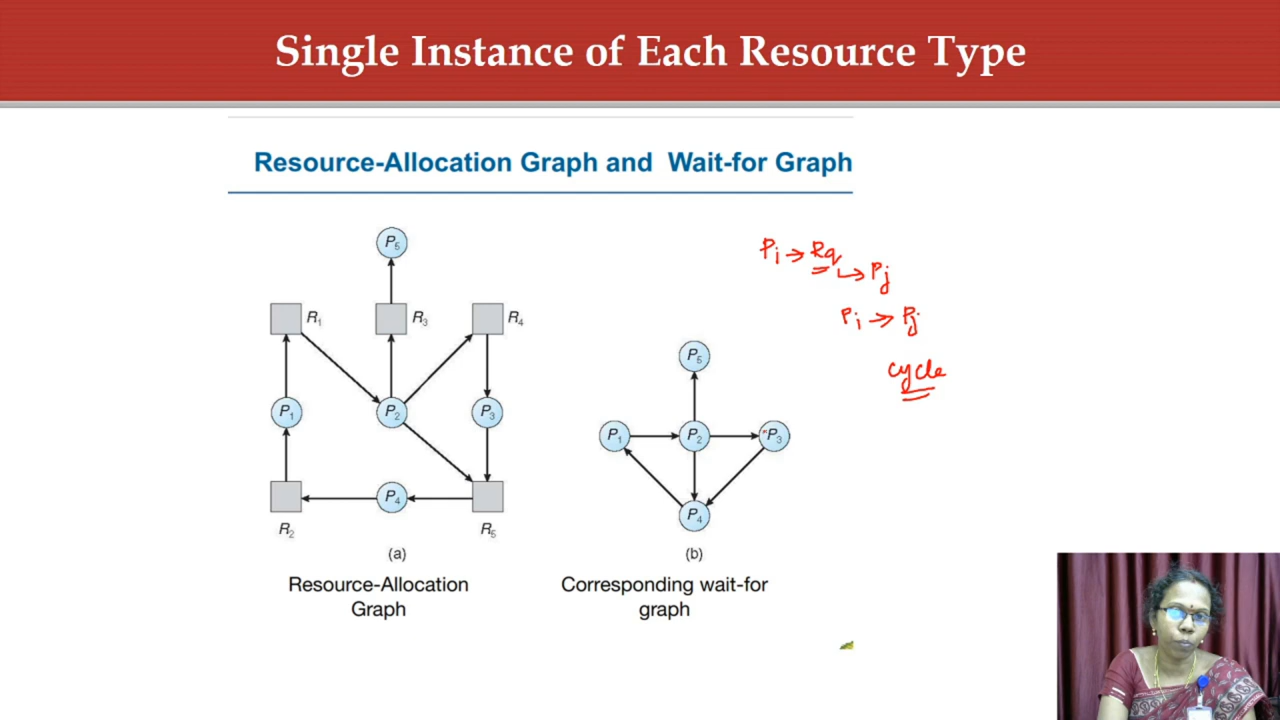 Single Instance of Each Resource Type
Resource-Allocation Graph and Wait-for Graph
P5
R1
R3
R4
P1
P2
P3
P4
R2
R5
(a)
Resource-Allocation
Graph
P5
P1
P2
P3
P4
(b)
Corresponding wait-for
graph
Pi → Rq
↳ Pj
Pi → Pj
cycle